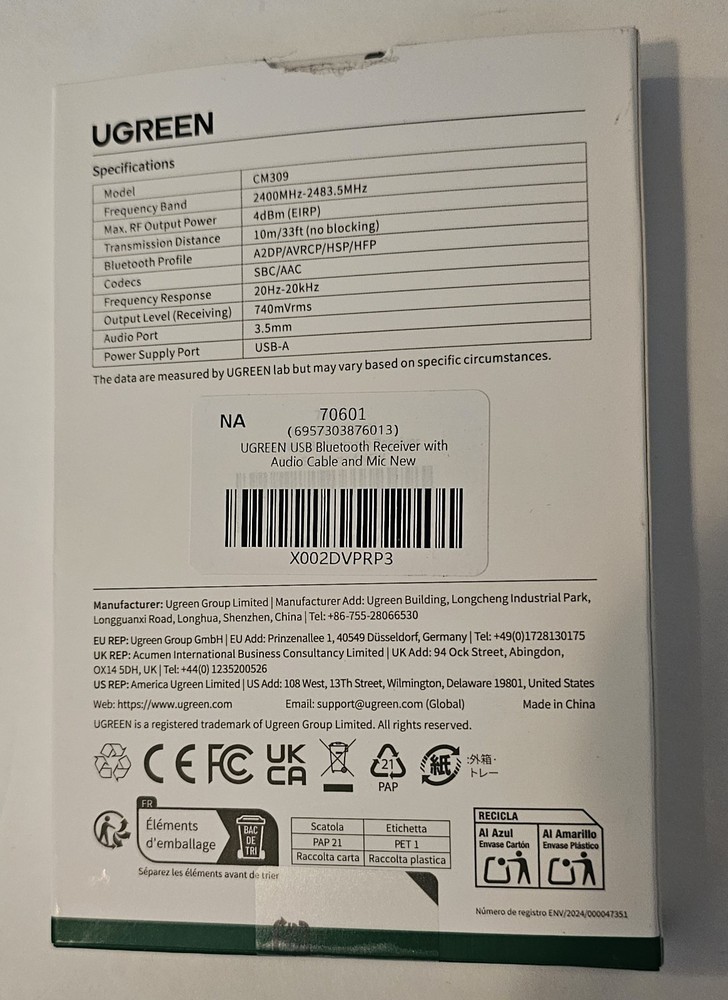 UGREEN
Specifications
Model CM309
Frequency Band 2400MHz-2483.5MHz
Max. RF Output Power 4dBm (EIRP)
Transmission Distance 10m/33ft (no blocking)
Bluetooth Profile A2DP/AVRCP/HSP/HFP
Codecs SBC/AAC
Frequency Response 20Hz-20kHz
Output Level (Receiving) 740mVrms
Audio Port 3.5mm
Power Supply Port USB-A
The data are measured by UGREEN lab but may vary based on specific circumstances.
NA 70601
(6957303876013)
UGREEN USB Bluetooth Receiver with
Audio Cable and Mic New
X002DVPRP3
Manufacturer: Ugreen Group Limited | Manufacturer Add: Ugreen Building, Longcheng Industrial Park,
Longguanxi Road, Longhua, Shenzhen, China | Tel: +86-755-28066530
EU REP: Ugreen Group GmbH | EU Add: Prinzenallee 1, 40549 Düsseldorf, Germany | Tel: +49(0)1728130175
UK REP: Acumen International Business Consultancy Limited | UK Add: 94 Ock Street, Abingdon,
OX14 5DH, UK | Tel: +44(0) 1235200526
US REP: America Ugreen Limited | US Add: 108 West, 13Th Street, Wilmington, Delaware 19801, United States
Web: https://www.ugreen.com Email: support@ugreen.com (Global) Made in China
UGREEN is a registered trademark of Ugreen Group Limited. All rights reserved.
CE FC UK CA 21 PAP 紙 :外箱・トレー
FR
Éléments d'emballage
BAC DE TRI
Séparez les éléments avant de trier
Scatola Etichetta
PAP 21 PET 1
Raccolta carta Raccolta plastica
RECICLA
Al Azul Al Amarillo
Envase Cartón Envase Plástico
Número de registro ENV/2024/000047351